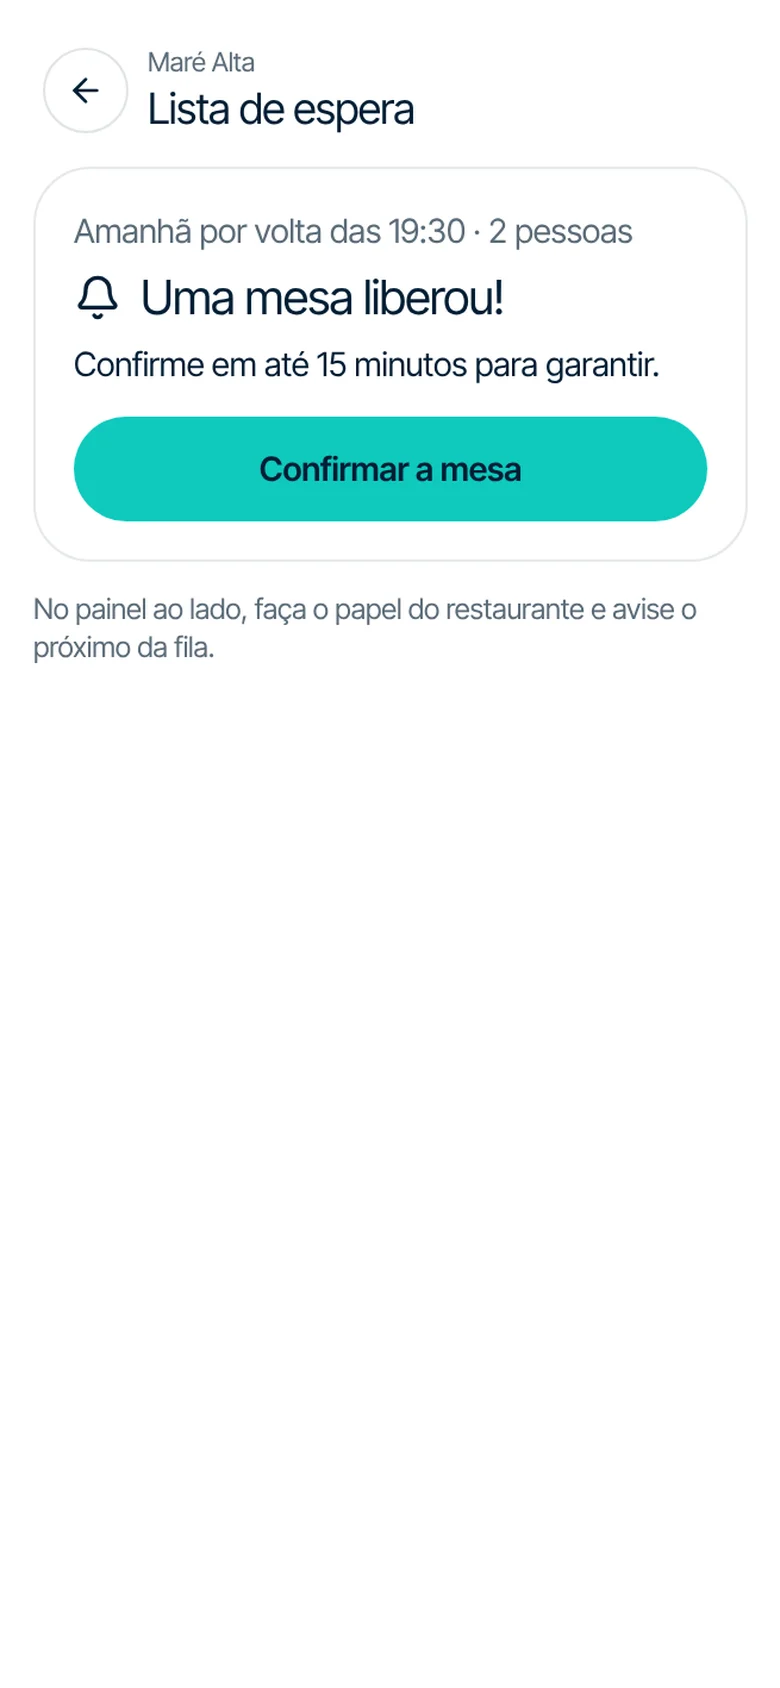 Maré Alta
Lista de espera
Amanhã por volta das 19:30 · 2 pessoas
Uma mesa liberou!
Confirme em até 15 minutos para garantir.
Confirmar a mesa
No painel ao lado, faça o papel do restaurante e avise o
próximo da fila.